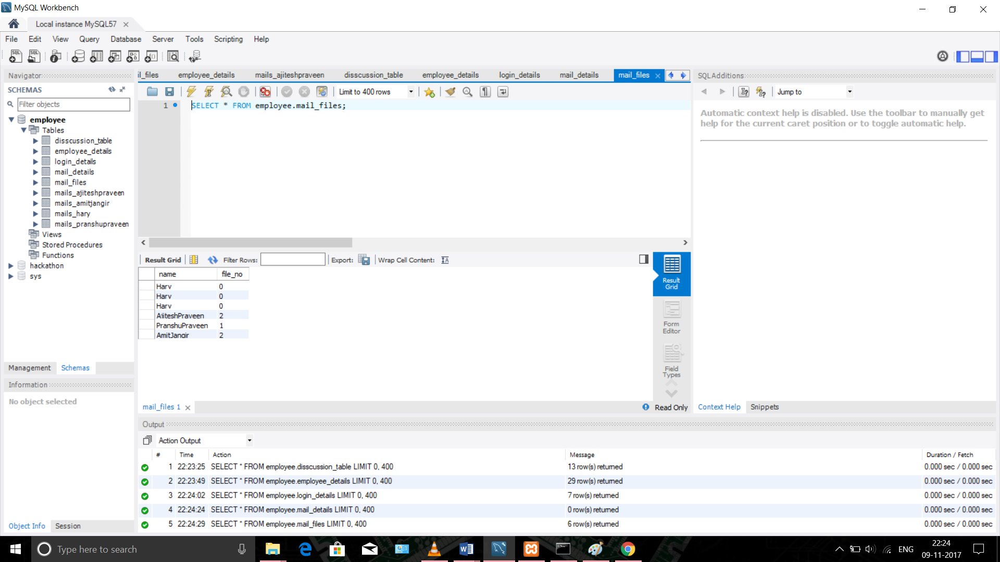 MySQL Workbench
Local instance MySQL57
File Edit View Query Database Server Tools Scripting Help
Navigator
SCHEMAS
Filter objects
employee
Tables
disscussion_table
employee_details
login_details
mail_details
mail_files
mails_ajiteshpraveen
mails_amitjangir
mails_hary
mails_pranshupraveen
Views
Stored Procedures
Functions
hackathon
sys
Management Schemas
Information
No object selected
Object Info Session
il_files employee_details mails_ajiteshpraveen disscussion_table employee_details login_details mail_details mail_files
Limit to 400 rows
1 SELECT * FROM employee.mail_files;
Result Grid Filter Rows: Export: Wrap Cell Content:
name file_no
Hary 0
Hary 0
Hary 0
AjiteshPraveen 2
PranshuPraveen 1
AmitJangir 2
Result
Grid
Form
Editor
Field
Types
mail_files 1 Read Only
SQLAdditions
Jump to
Automatic context help is disabled. Use the toolbar to manually get
help for the current caret position or to toggle automatic help.
Context Help Snippets
Output
Action Output
# Time Action Message Duration / Fetch
1 22:23:25 SELECT * FROM employee.disscussion_table LIMIT 0, 400 13 row(s) returned 0.000 sec / 0.000 sec
2 22:23:49 SELECT * FROM employee.employee_details LIMIT 0, 400 29 row(s) returned 0.000 sec / 0.000 sec
3 22:24:02 SELECT * FROM employee.login_details LIMIT 0, 400 7 row(s) returned 0.000 sec / 0.000 sec
4 22:24:24 SELECT * FROM employee.mail_details LIMIT 0, 400 0 row(s) returned 0.000 sec / 0.000 sec
5 22:24:29 SELECT * FROM employee.mail_files LIMIT 0, 400 6 row(s) returned 0.000 sec / 0.000 sec
Type here to search
ENG
22:24
09-11-2017